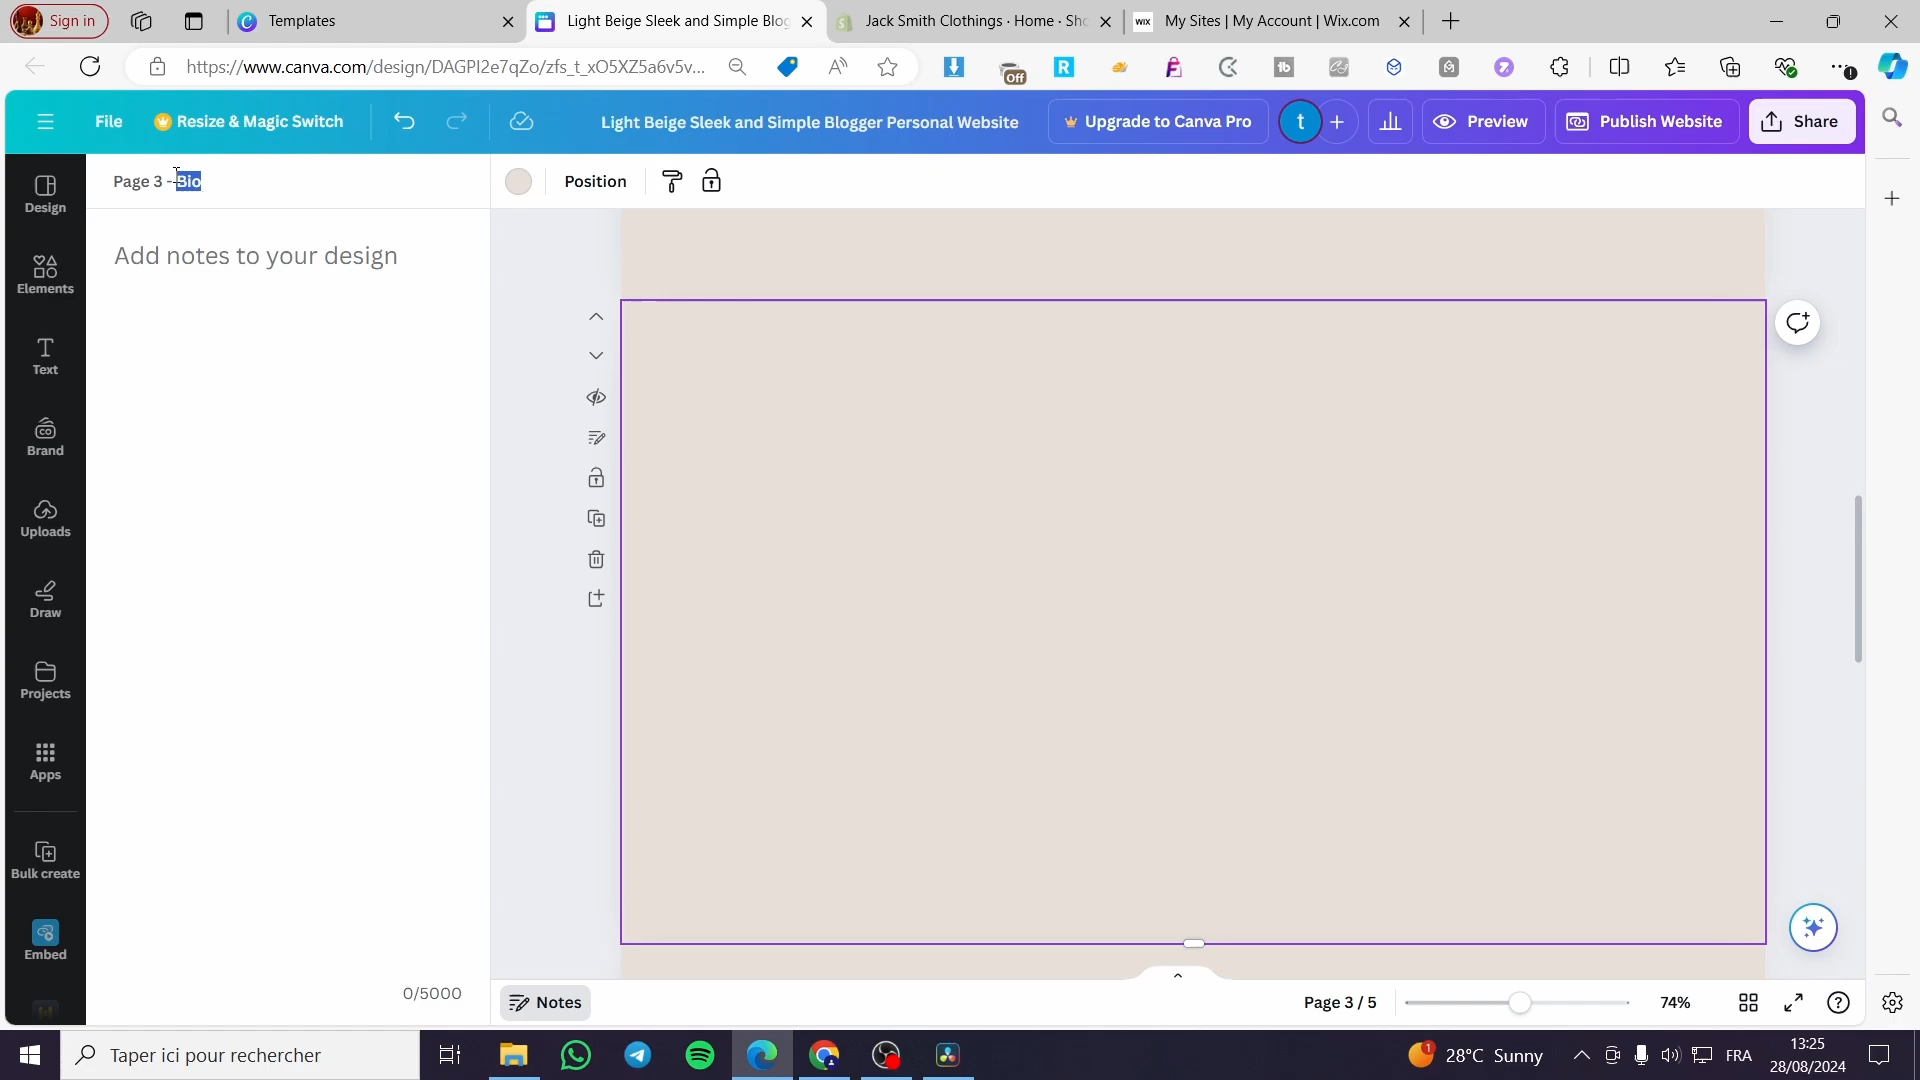 Sign in
Templates
Light Beige Sleek and Simple Blog
Jack Smith Clothings · Home · Sho
WIX
My Sites | My Account | Wix.com
https://www.canva.com/design/DAGPI2e7qZo/zfs_t_xO5XZ5a6v5v...
Off
File
Resize & Magic Switch
Light Beige Sleek and Simple Blogger Personal Website
Upgrade to Canva Pro
t
Preview
Publish Website
Share
Page 3 - Bio
Position
Design
Elements
Text
Brand
Uploads
Draw
Projects
Apps
Bulk create
Embed
Add notes to your design
0/5000
Notes
Page 3 / 5
74%
Taper ici pour rechercher
1
28°C Sunny
FRA
13:25
28/08/2024